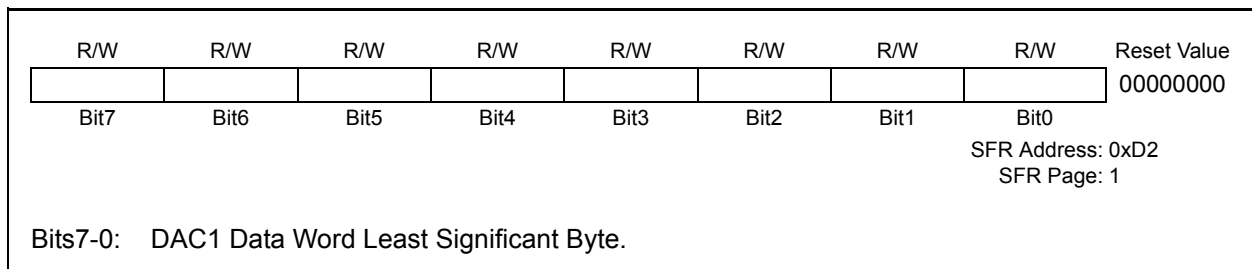 R/W R/W R/W R/W R/W R/W R/W R/W Reset Value
00000000
Bit7 Bit6 Bit5 Bit4 Bit3 Bit2 Bit1 Bit0
SFR Address: 0xD2
SFR Page: 1
Bits7-0: DAC1 Data Word Least Significant Byte.